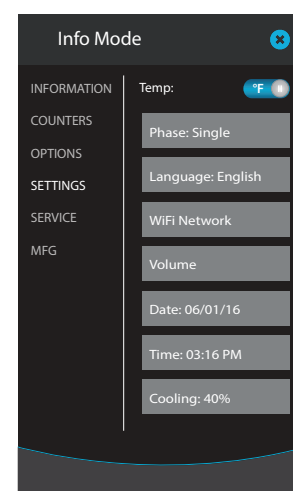 Info Mode
INFORMATION
COUNTERS
OPTIONS
SETTINGS
SERVICE
MFG
Temp: °F
Phase: Single
Language: English
WiFi Network
Volume
Date: 06/01/16
Time: 03:16 PM
Cooling: 40%